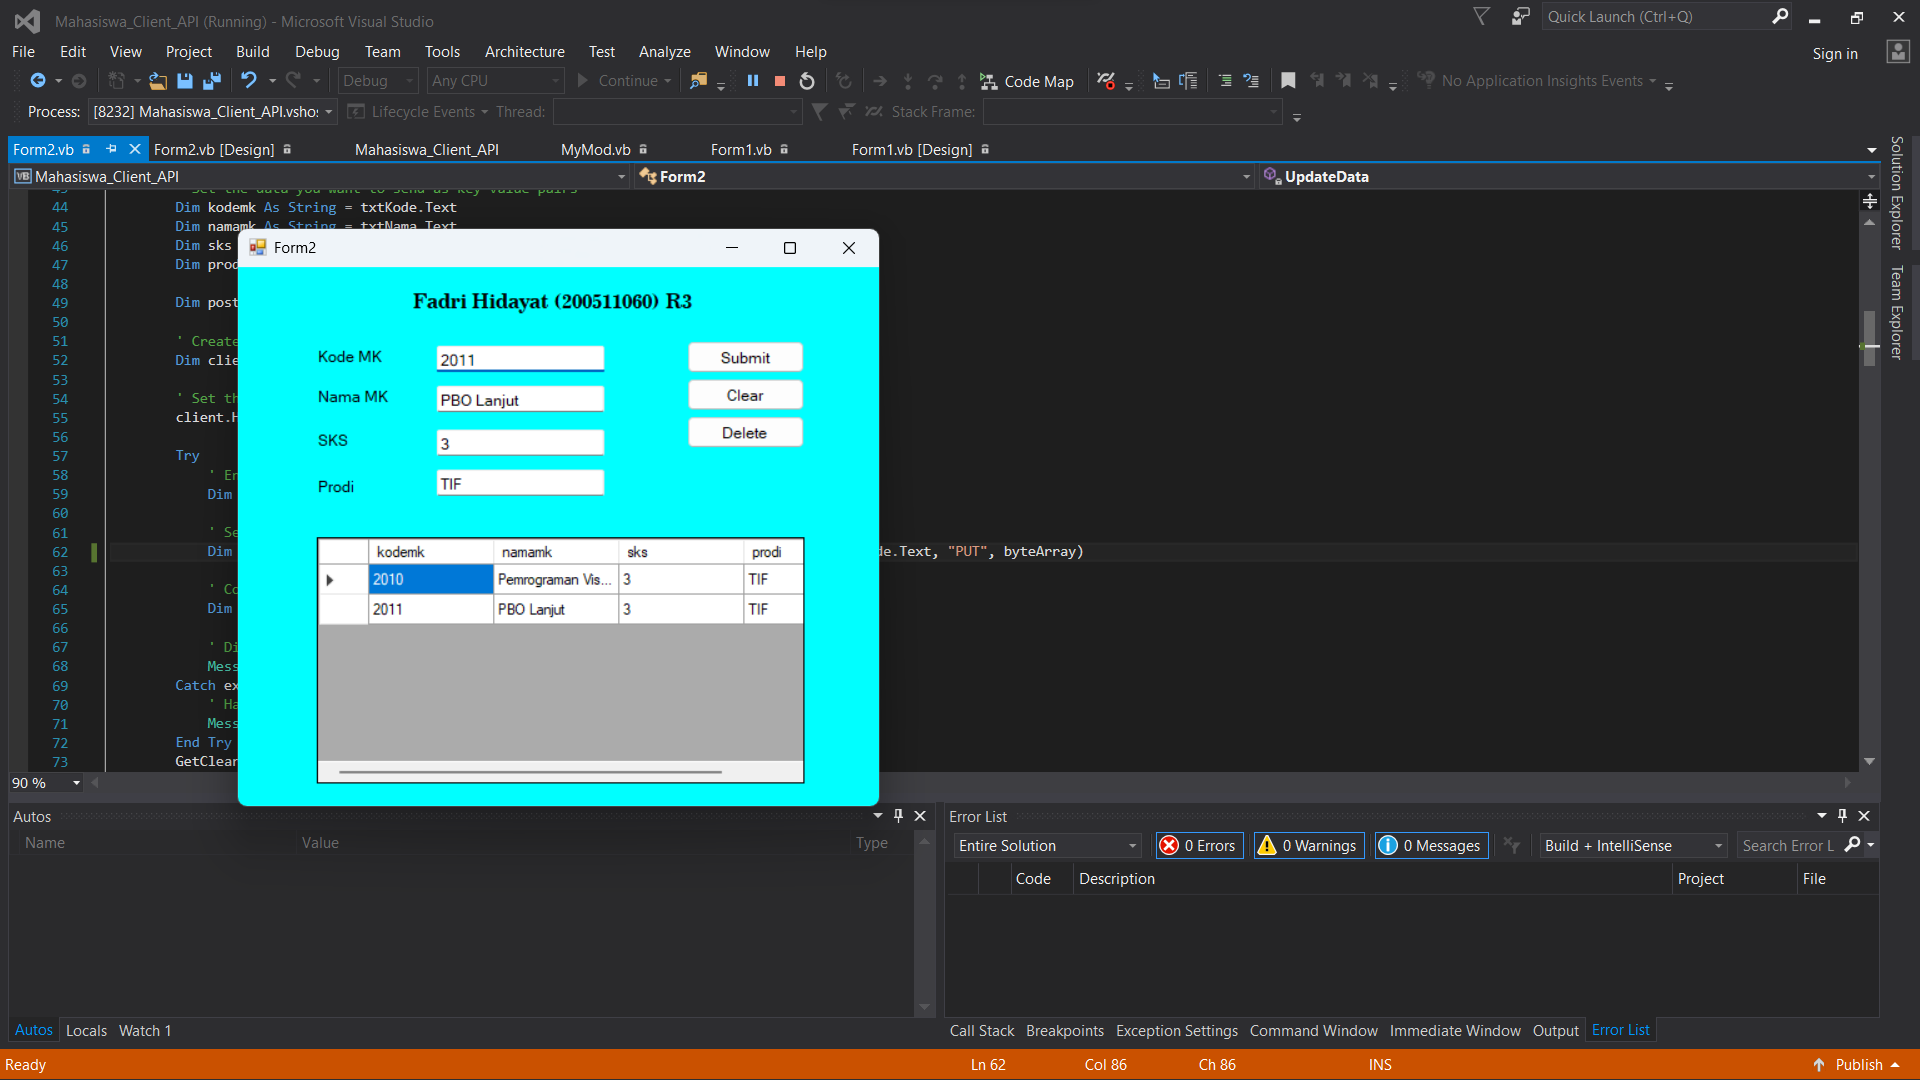 Mahasiswa_Client_API (Running) - Microsoft Visual Studio
Quick Launch (Ctrl+Q)
File Edit View Project Build Debug Team Tools Architecture Test Analyze Window Help
Sign in
Debug Any CPU Continue Code Map No Application Insights Events
Process: [8232] Mahasiswa_Client_API.vshos Lifecycle Events Thread: Stack Frame:
Form2.vb Form2.vb [Design] Mahasiswa_Client_API MyMod.vb Form1.vb Form1.vb [Design]
Mahasiswa_Client_API Form2 UpdateData
Solution Explorer
Team Explorer
44 Dim kodemk As String = txtKode.Text
45 Dim namamk As String = txtNama.Text
46 Dim sks
47 Dim prod
48
49 Dim post
50
51 ' Create
52 Dim clie
53
54 ' Set th
55 client.H
56
57 Try
58 ' En
59 Dim
60
61 ' Se
62 Dim de.Text, "PUT", byteArray)
63
64 ' Co
65 Dim
66
67 ' Di
68 Mess
69 Catch ex
70 ' Ha
71 Mess
72 End Try
73 GetClear
90 %
Form2
Fadri Hidayat (200511060) R3
Kode MK 2011 Submit
Nama MK PBO Lanjut Clear
SKS 3 Delete
Prodi TIF
kodemk namamk sks prodi
2010 Pemrograman Vis... 3 TIF
2011 PBO Lanjut 3 TIF
Autos
Name Value Type
Autos Locals Watch 1
Error List
Entire Solution 0 Errors 0 Warnings 0 Messages Build + IntelliSense Search Error L
Code Description Project File
Call Stack Breakpoints Exception Settings Command Window Immediate Window Output Error List
Ready Ln 62 Col 86 Ch 86 INS Publish